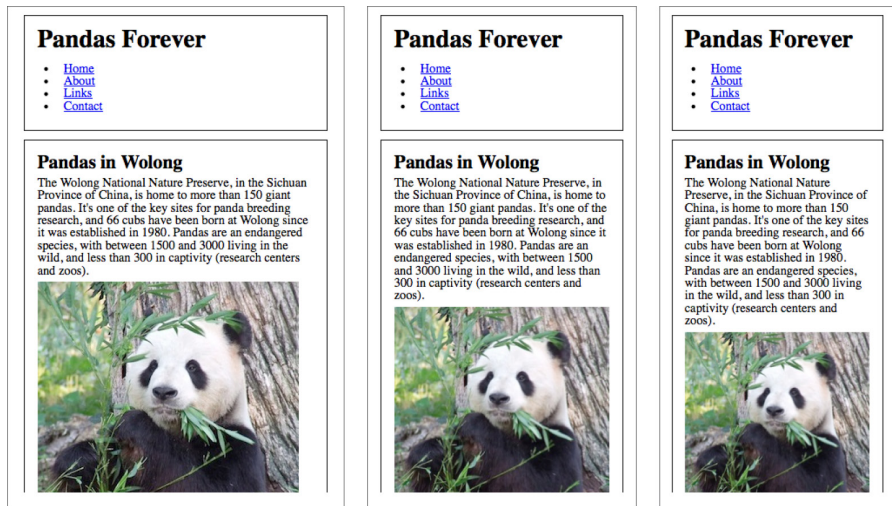 Pandas Forever
Home
About
Links
Contact
Pandas in Wolong
The Wolong National Nature Preserve, in the Sichuan
Province of China, is home to more than 150 giant
pandas. It's one of the key sites for panda breeding
research, and 66 cubs have been born at Wolong since
it was established in 1980. Pandas are an endangered
species, with between 1500 and 3000 living in the
wild, and less than 300 in captivity (research centers
and zoos).
Pandas Forever
Home
About
Links
Contact
Pandas in Wolong
The Wolong National Nature Preserve, in
the Sichuan Province of China, is home to
more than 150 giant pandas. It's one of the
key sites for panda breeding research, and
66 cubs have been born at Wolong since it
was established in 1980. Pandas are an
endangered species, with between 1500
and 3000 living in the wild, and less than
300 in captivity (research centers and
zoos).
Pandas Forever
Home
About
Links
Contact
Pandas in Wolong
The Wolong National Nature
Preserve, in the Sichuan Province of
China, is home to more than 150
giant pandas. It's one of the key sites
for panda breeding research, and 66
cubs have been born at Wolong
since it was established in 1980.
Pandas are an endangered species,
with between 1500 and 3000 living
in the wild, and less than 300 in
captivity (research centers and
zoos).